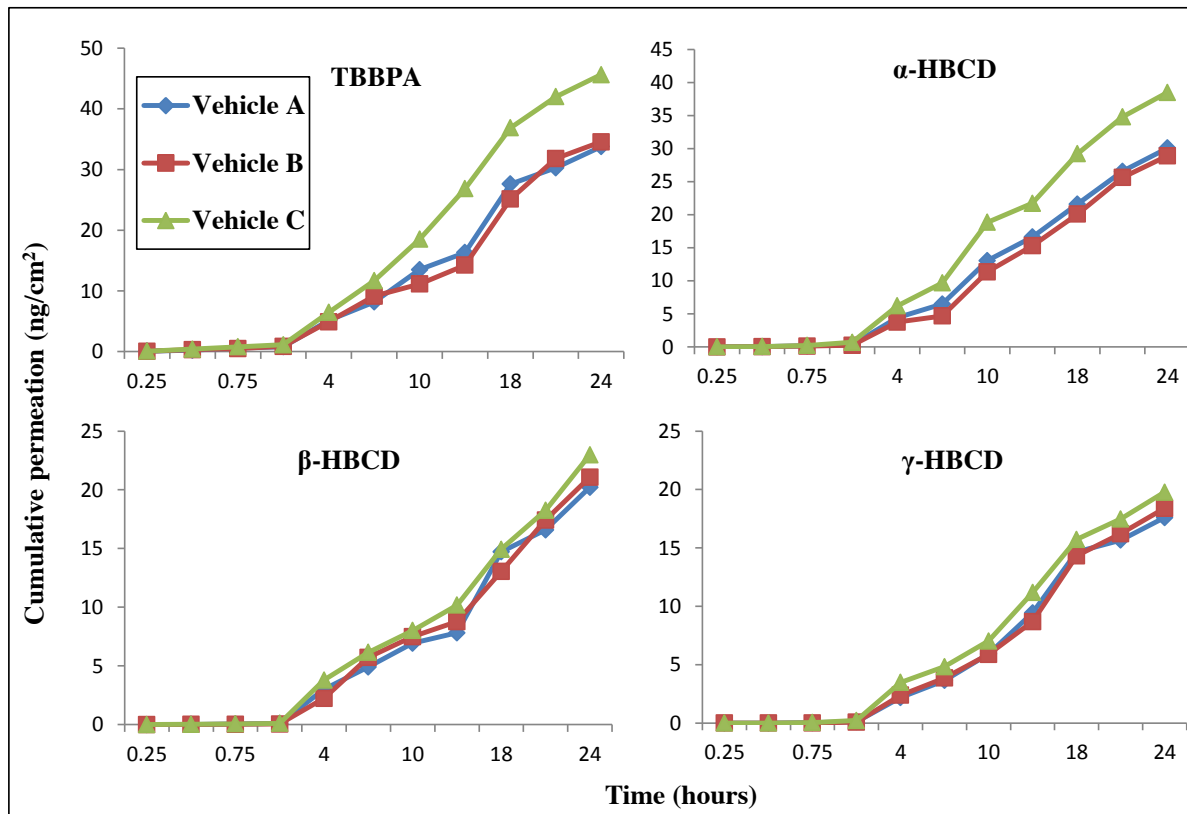 Cumulative permeation (ng/cm²)
TBBPA
50
40
30
20
10
0
Vehicle A
Vehicle B
Vehicle C
0.25 0.75 4 10 18 24
α-HBCD
45
40
35
30
25
20
15
10
5
0
0.25 0.75 4 10 18 24
β-HBCD
25
20
15
10
5
0
0.25 0.75 4 10 18 24
γ-HBCD
25
20
15
10
5
0
0.25 0.75 4 10 18 24
Time (hours)